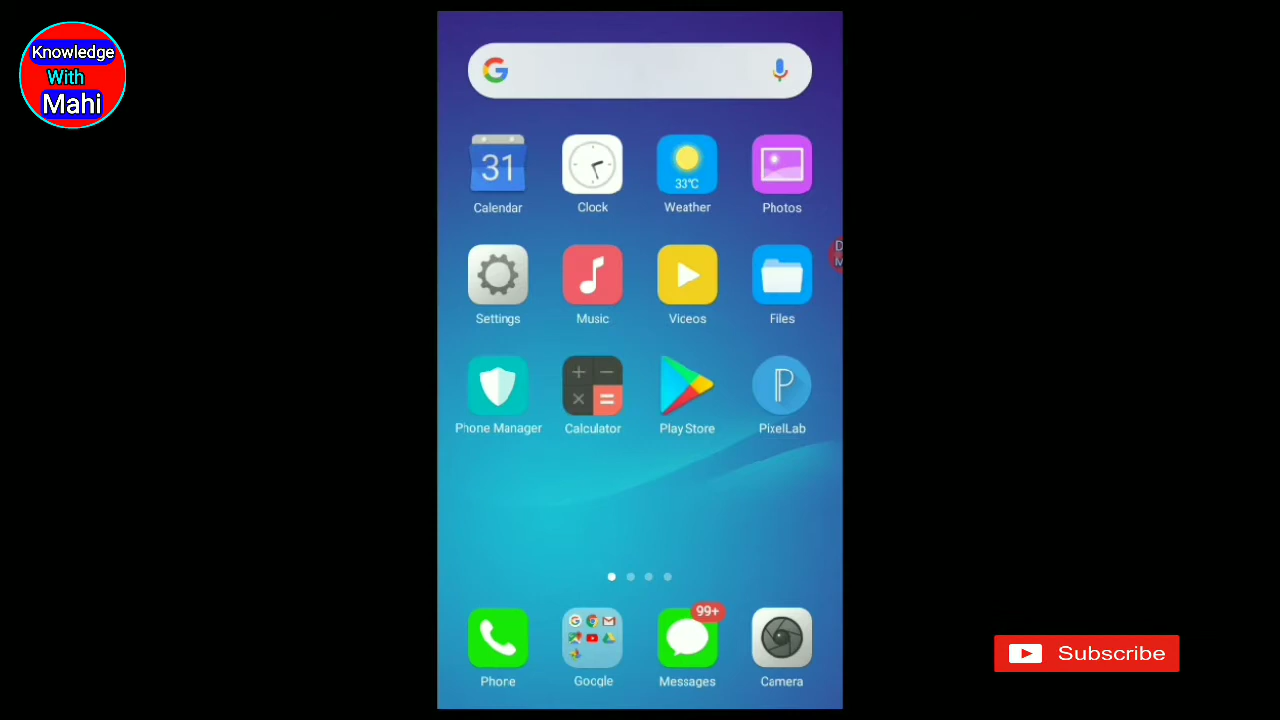 Knowledge
With
Mahi
G
31
33°C
Calendar
Clock
Weather
Photos
D
M
Settings
Music
Videos
Files
Phone Manager
Calculator
Play Store
PixelLab
99+
Phone
Google
Messages
Camera
Subscribe